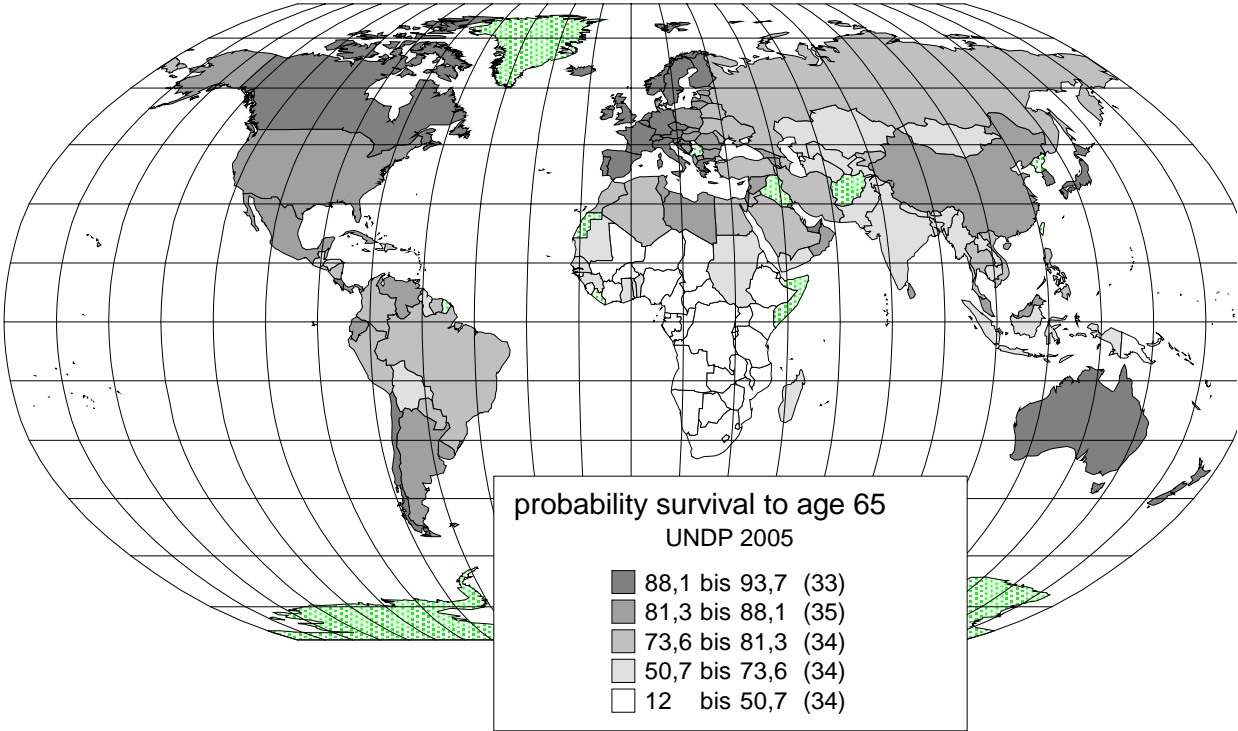 probability survival to age 65
UNDP 2005
88,1 bis 93,7 (33)
81,3 bis 88,1 (35)
73,6 bis 81,3 (34)
50,7 bis 73,6 (34)
12 bis 50,7 (34)